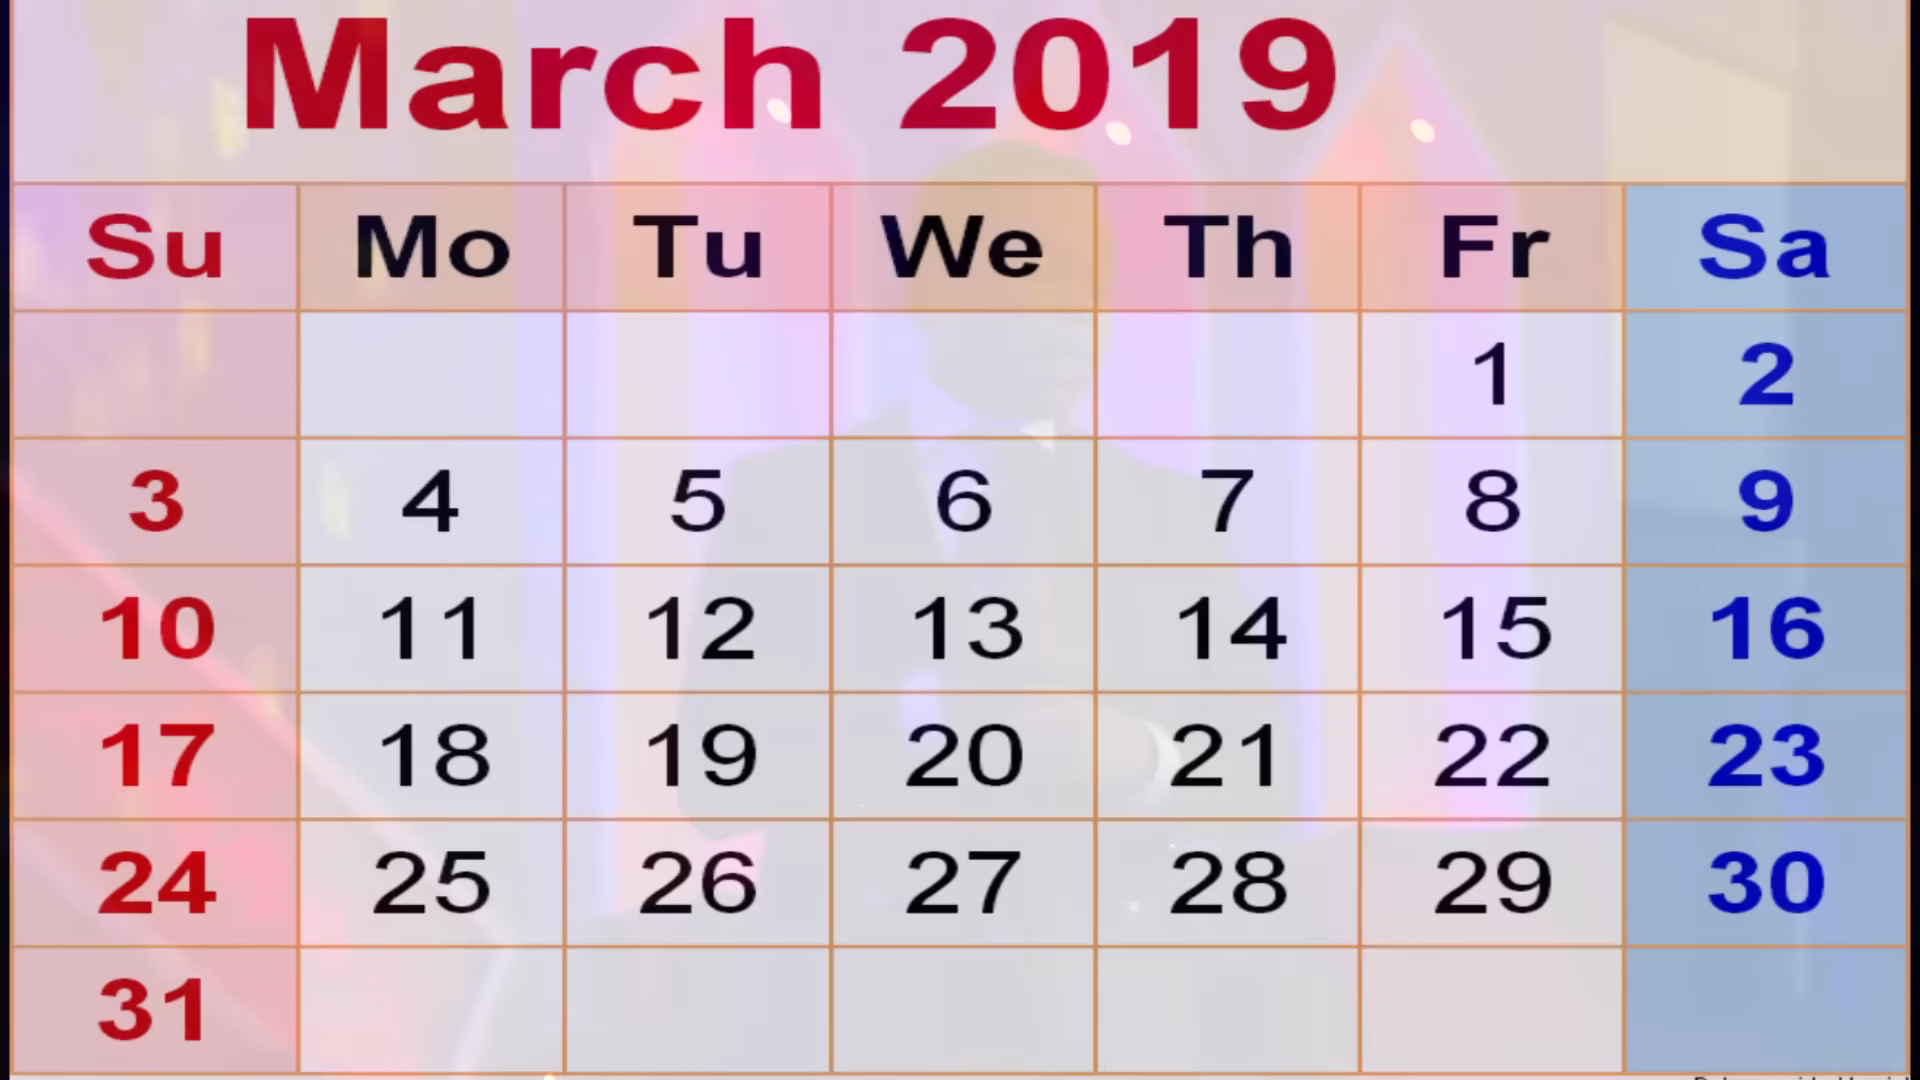 March 2019
Su Mo Tu We Th Fr Sa
1 2
3 4 5 6 7 8 9
10 11 12 13 14 15 16
17 18 19 20 21 22 23
24 25 26 27 28 29 30
31